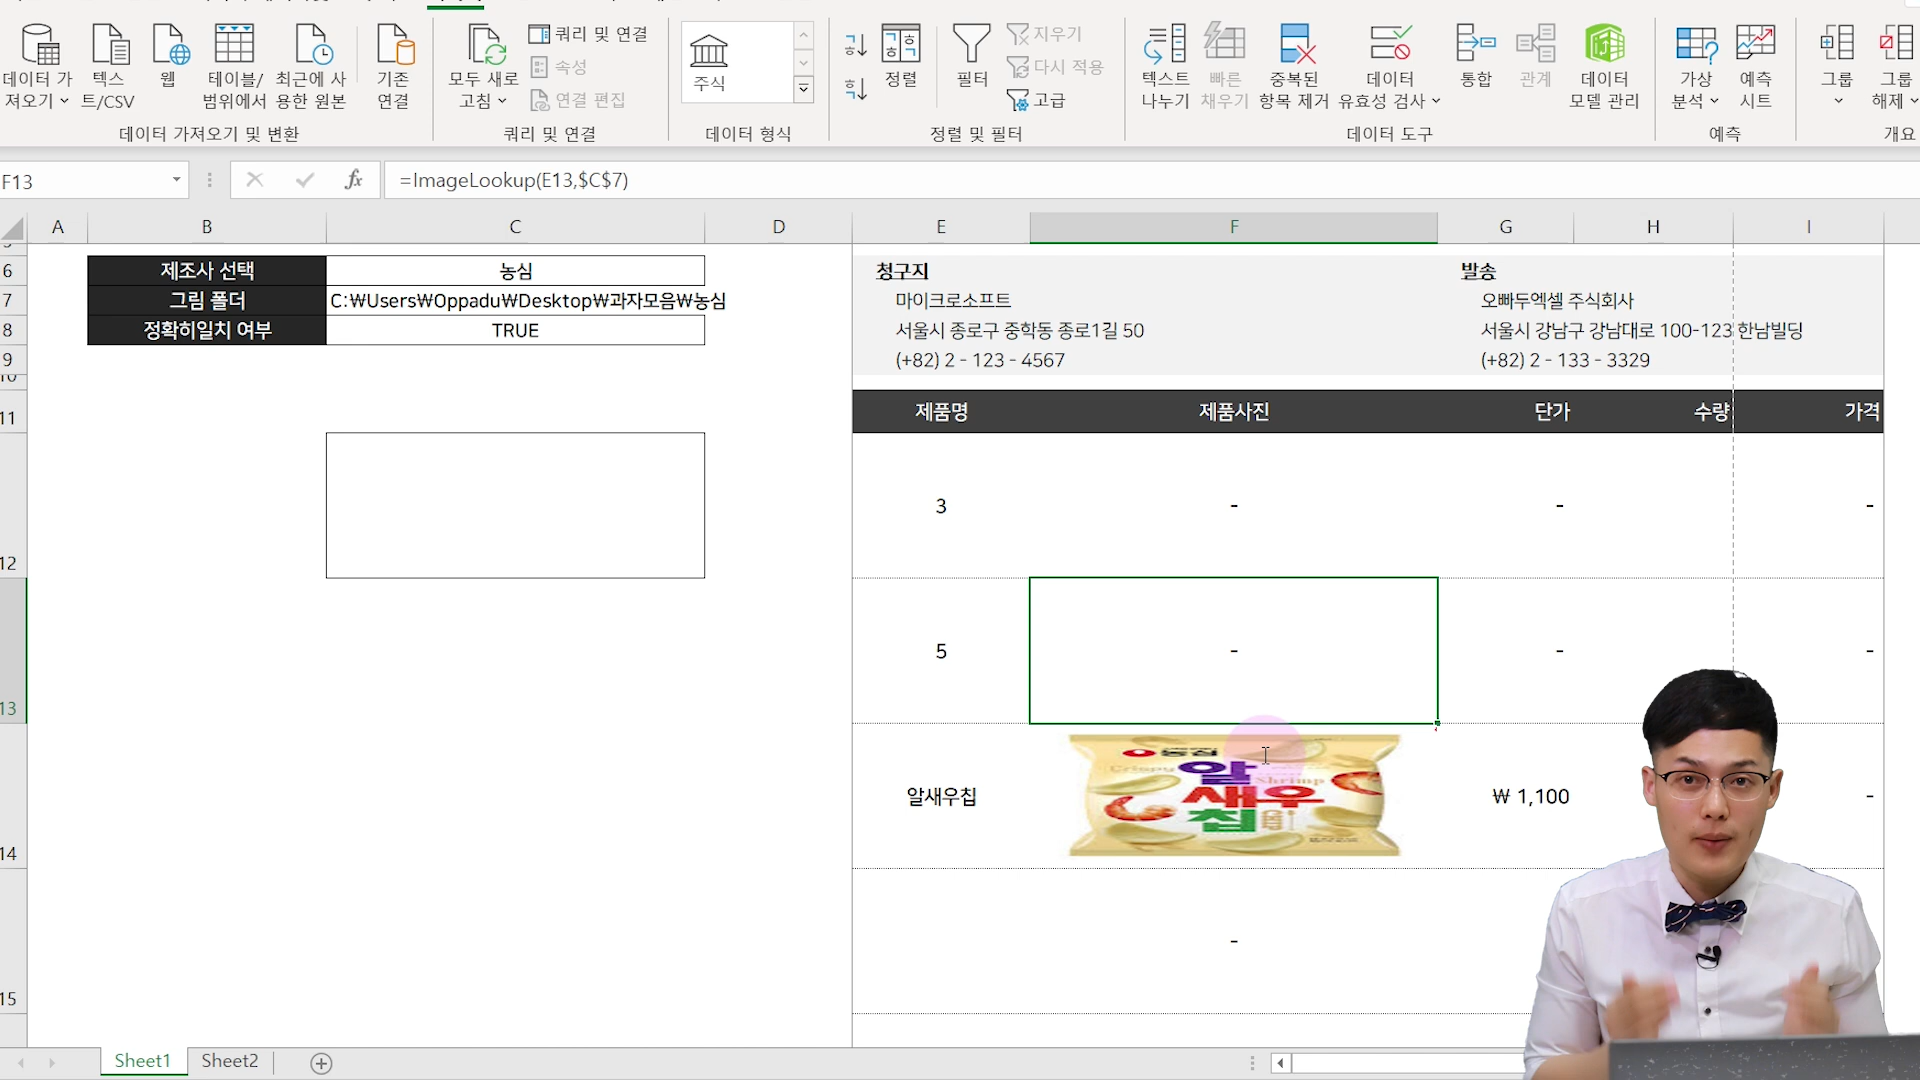 데이터 가져오기
텍스트/CSV
웹
테이블/범위에서
최근에 사용한 원본
기존 연결
데이터 가져오기 및 변환
모두 새로 고침
쿼리 및 연결
속성
연결 편집
쿼리 및 연결
주식
데이터 형식
정렬
필터
지우기
다시 적용
고급
정렬 및 필터
텍스트 나누기
빠른 채우기
중복된 항목 제거
데이터 유효성 검사
통합
관계
데이터 모델 관리
데이터 도구
가상 분석
예측 시트
예측
그룹
그룹 해제
개요
F13
fx
=ImageLookup(E13,$C$7)
A B C D E F G H I
6 제조사 선택 농심
7 그림 폴더 C:₩Users₩Oppadu₩Desktop₩과자모음₩농심
8 정확히일치 여부 TRUE
9
10
11
12
13
14
15
청구지
마이크로소프트
서울시 종로구 중학동 종로1길 50
(+82) 2 - 123 - 4567
발송
오빠두엑셀 주식회사
서울시 강남구 강남대로 100-123 한남빌딩
(+82) 2 - 133 - 3329
제품명 제품사진 단가 수량 가격
3 - - -
5 - - -
알새우칩 ₩ 1,100 -
농심
Crispy
알
Shrimp
새우
칩
-
Sheet1 Sheet2